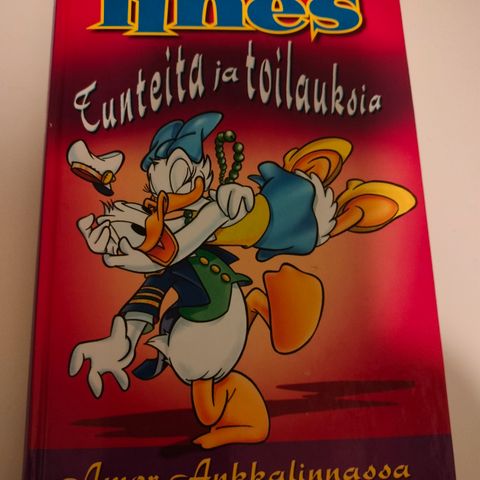 Iines
Tunteita ja toilauksia
Amor Ankkalinnassa